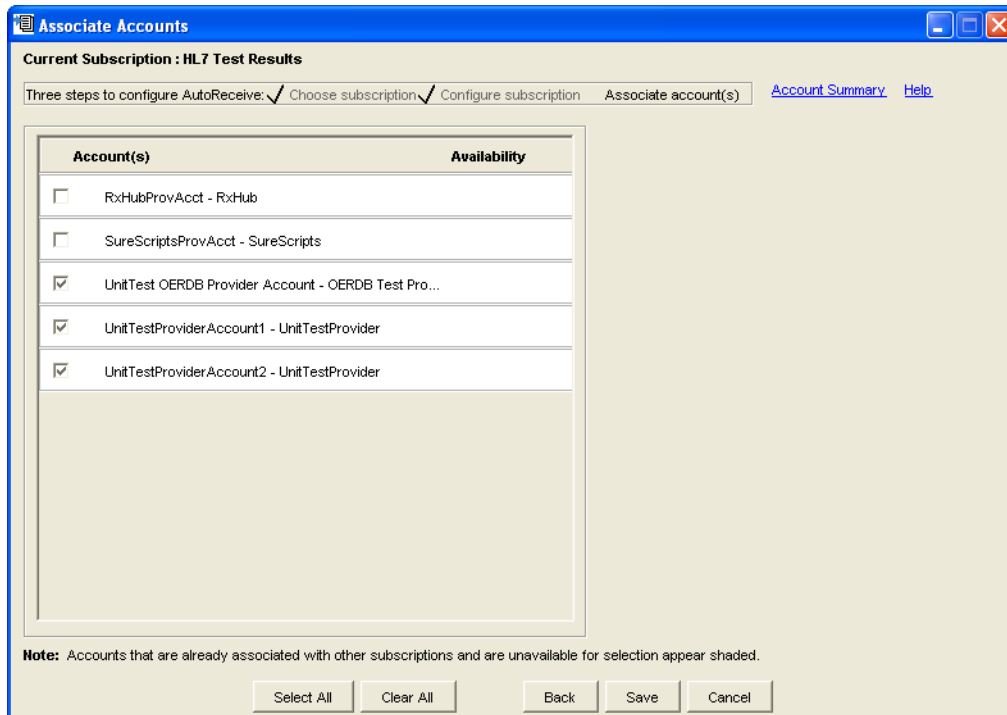 Associate Accounts
Current Subscription : HL7 Test Results
Three steps to configure AutoReceive: Choose subscription Configure subscription Associate account(s) Account Summary Help
Account(s) Availability
RxHubProvAcct - RxHub
SureScriptsProvAcct - SureScripts
UnitTest OERDB Provider Account - OERDB Test Pro...
UnitTestProviderAccount1 - UnitTestProvider
UnitTestProviderAccount2 - UnitTestProvider
Note: Accounts that are already associated with other subscriptions and are unavailable for selection appear shaded.
Select All Clear All Back Save Cancel